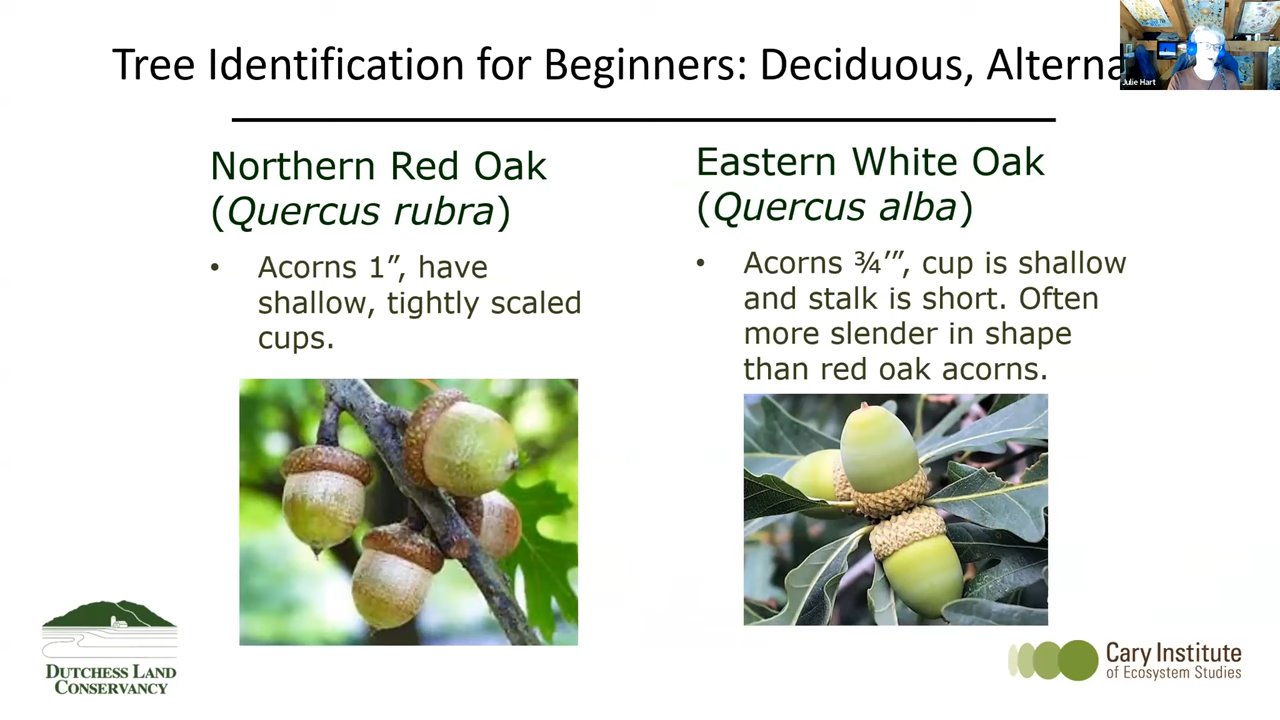 Tree Identification for Beginners: Deciduous, Alterna
Julie Hart
Northern Red Oak
(Quercus rubra)
• Acorns 1”, have
shallow, tightly scaled
cups.
Eastern White Oak
(Quercus alba)
• Acorns ¾’”, cup is shallow
and stalk is short. Often
more slender in shape
than red oak acorns.
DUTCHESS LAND
CONSERVANCY
Cary Institute
of Ecosystem Studies